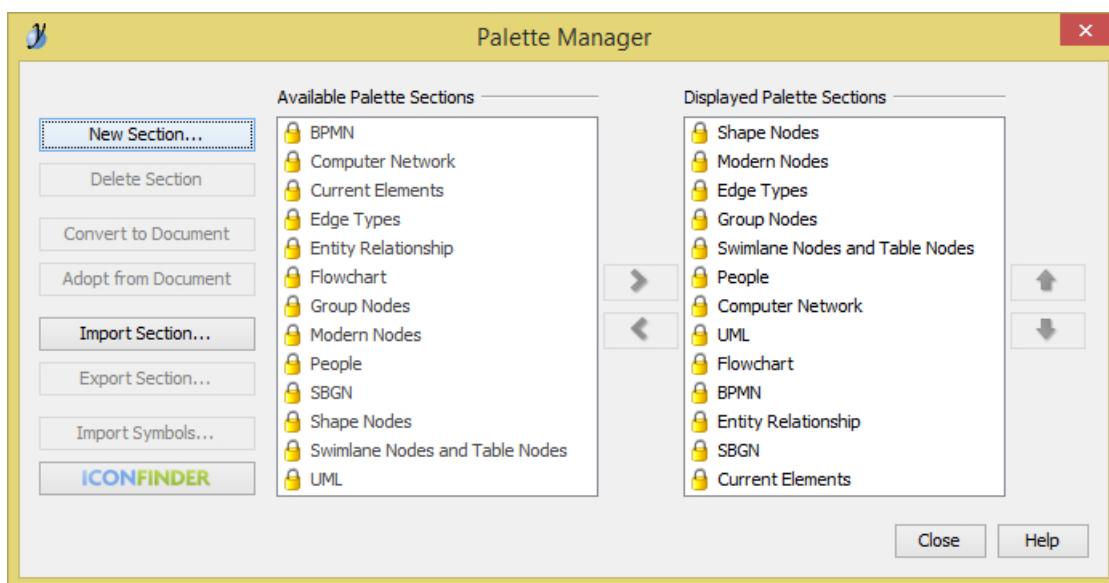 Palette Manager
New Section...
Delete Section
Convert to Document
Adopt from Document
Import Section...
Export Section...
Import Symbols...
ICONFINDER
Available Palette Sections
BPMN
Computer Network
Current Elements
Edge Types
Entity Relationship
Flowchart
Group Nodes
Modern Nodes
People
SBGN
Shape Nodes
Swimlane Nodes and Table Nodes
UML
Displayed Palette Sections
Shape Nodes
Modern Nodes
Edge Types
Group Nodes
Swimlane Nodes and Table Nodes
People
Computer Network
UML
Flowchart
BPMN
Entity Relationship
SBGN
Current Elements
Close
Help